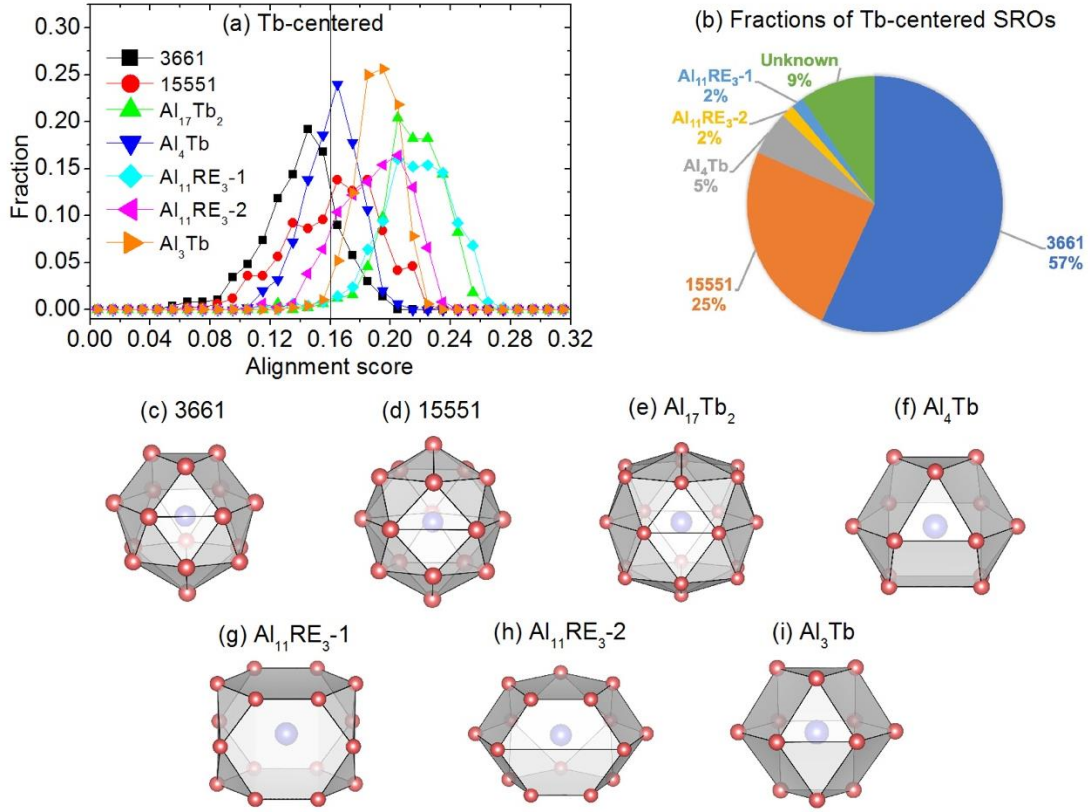 (a) Tb-centered
Fraction
0.30
0.25
0.20
0.15
0.10
0.05
0.00
3661
15551
Al₁₇Tb₂
Al₄Tb
Al₁₁RE₃-1
Al₁₁RE₃-2
Al₃Tb
0.00 0.04 0.08 0.12 0.16 0.20 0.24 0.28 0.32
Alignment score
(b) Fractions of Tb-centered SROs
Unknown
9%
Al₁₁RE₃-1
2%
Al₁₁RE₃-2
2%
Al₄Tb
5%
15551
25%
3661
57%
(c) 3661
(d) 15551
(e) Al₁₇Tb₂
(f) Al₄Tb
(g) Al₁₁RE₃-1
(h) Al₁₁RE₃-2
(i) Al₃Tb